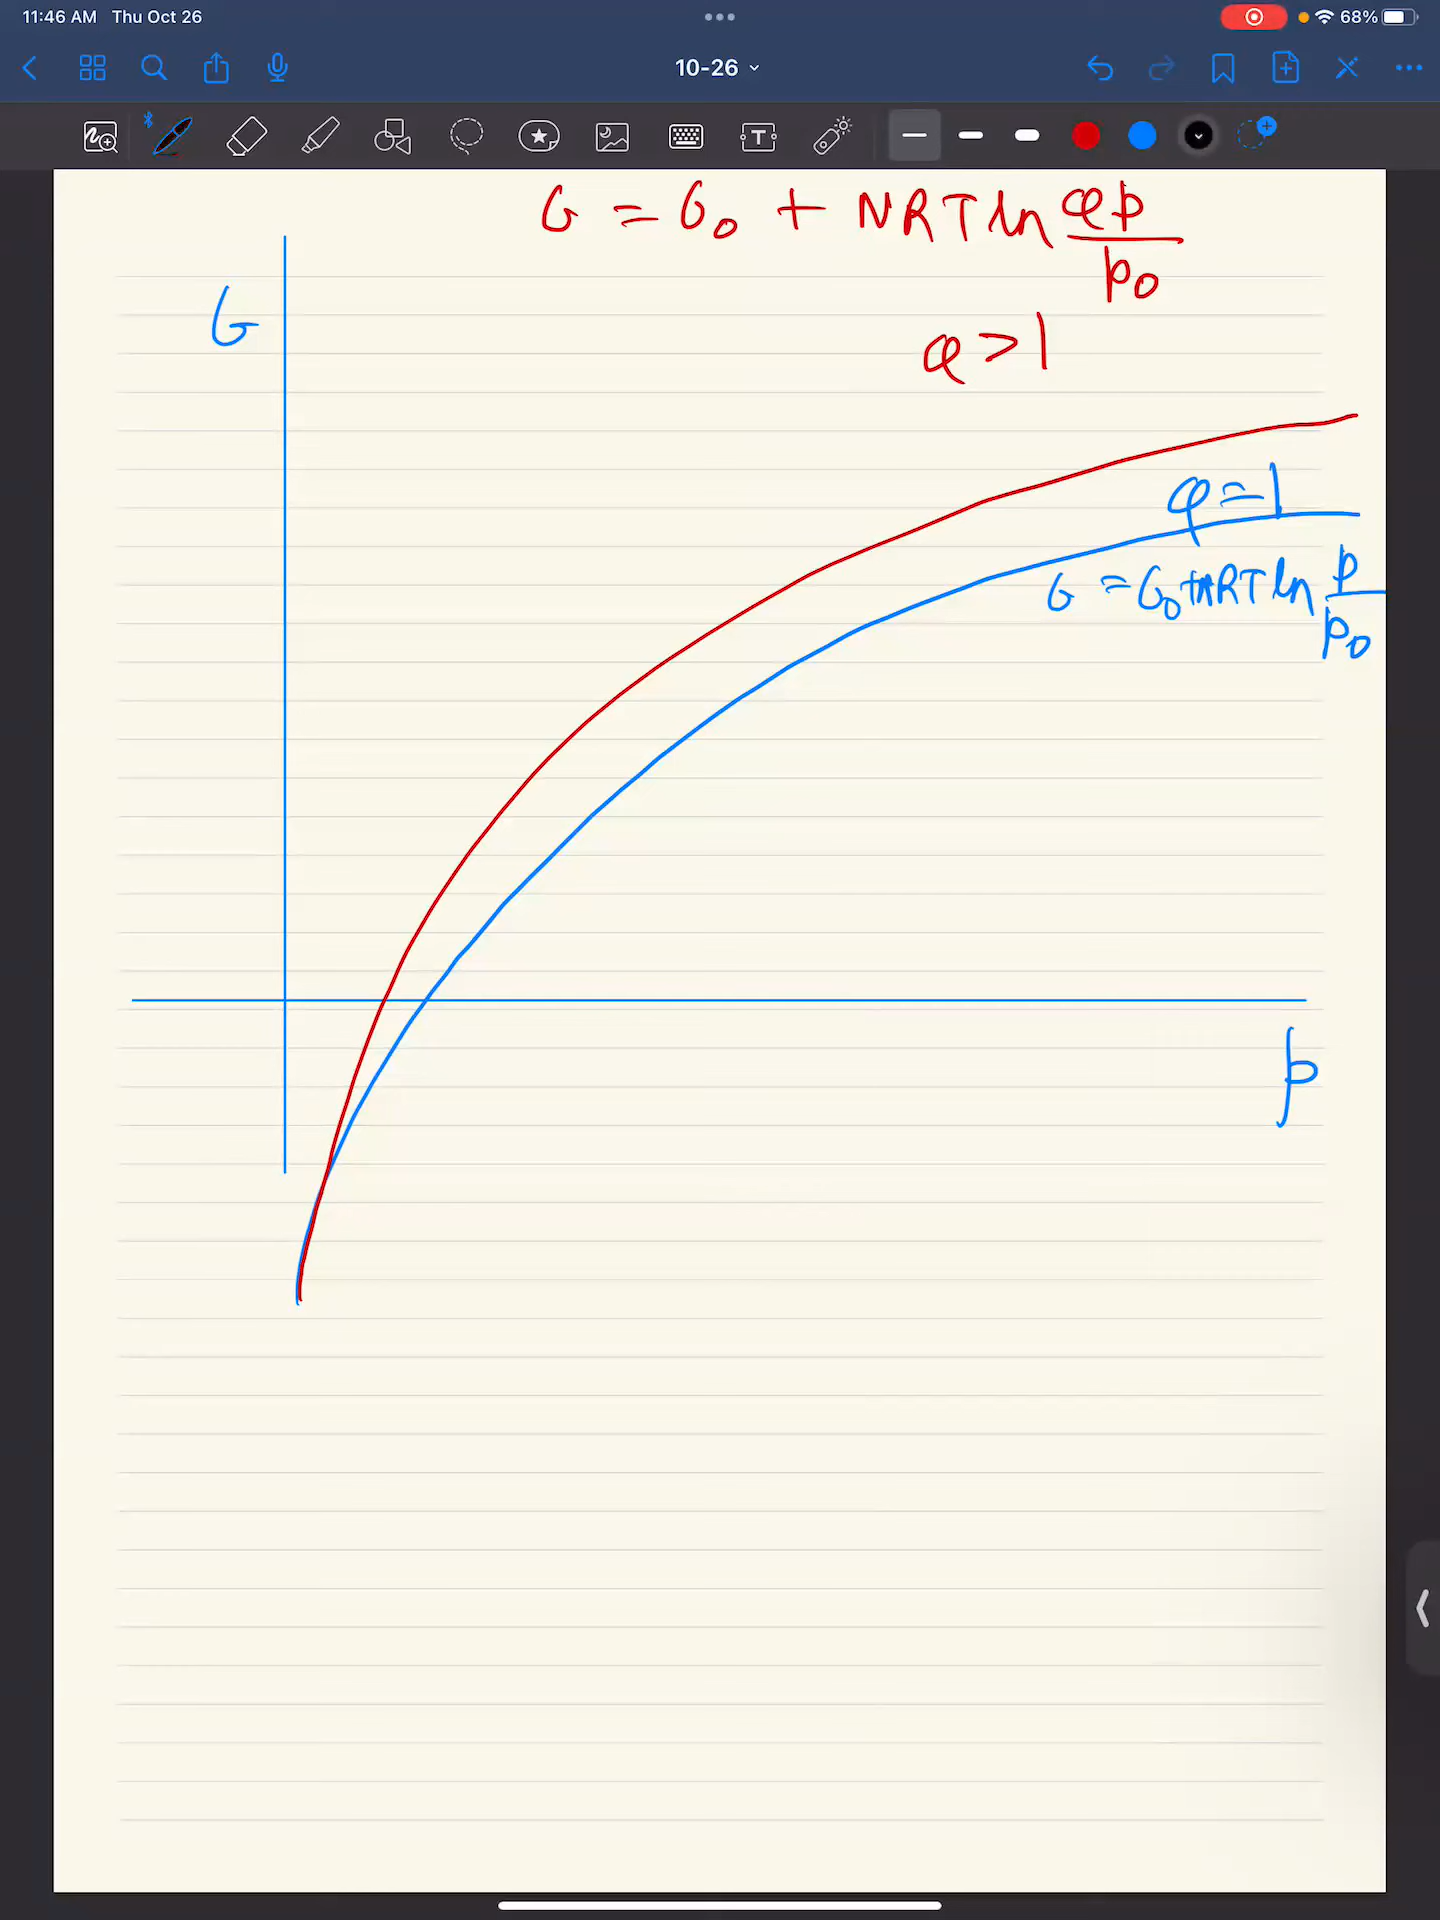 11:46 AM Thu Oct 26
68%
10-26
G = G₀ + NRT ln φp/p₀
φ > 1
G
φ = 1
G = G₀ + nRT ln p/p₀
p